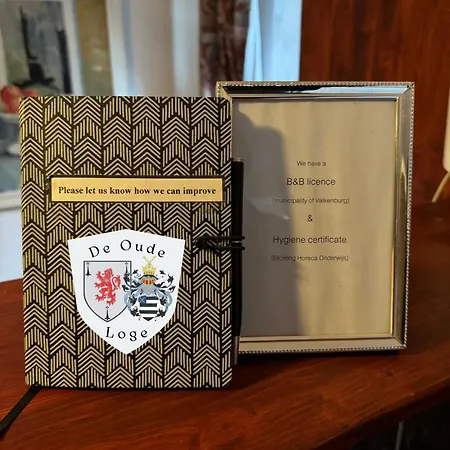 Please let us know how we can improve
De Oude
Loge
We have a
B&B licence
(municipality of Valkenburg)
&
Hygiene certificate
(Stichting Horeca Onderwijs)